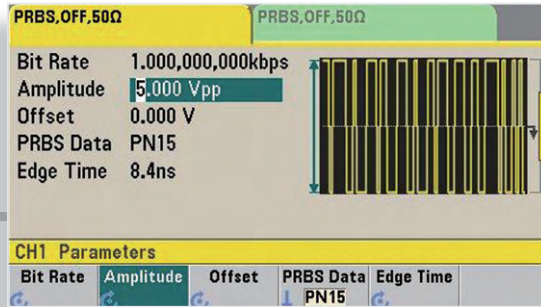 PRBS,OFF,50Ω PRBS,OFF,50Ω
Bit Rate 1.000,000,000kbps
Amplitude 5.000 Vpp
Offset 0.000 V
PRBS Data PN15
Edge Time 8.4ns
CH1 Parameters
Bit Rate Amplitude Offset PRBS Data Edge Time
PN15